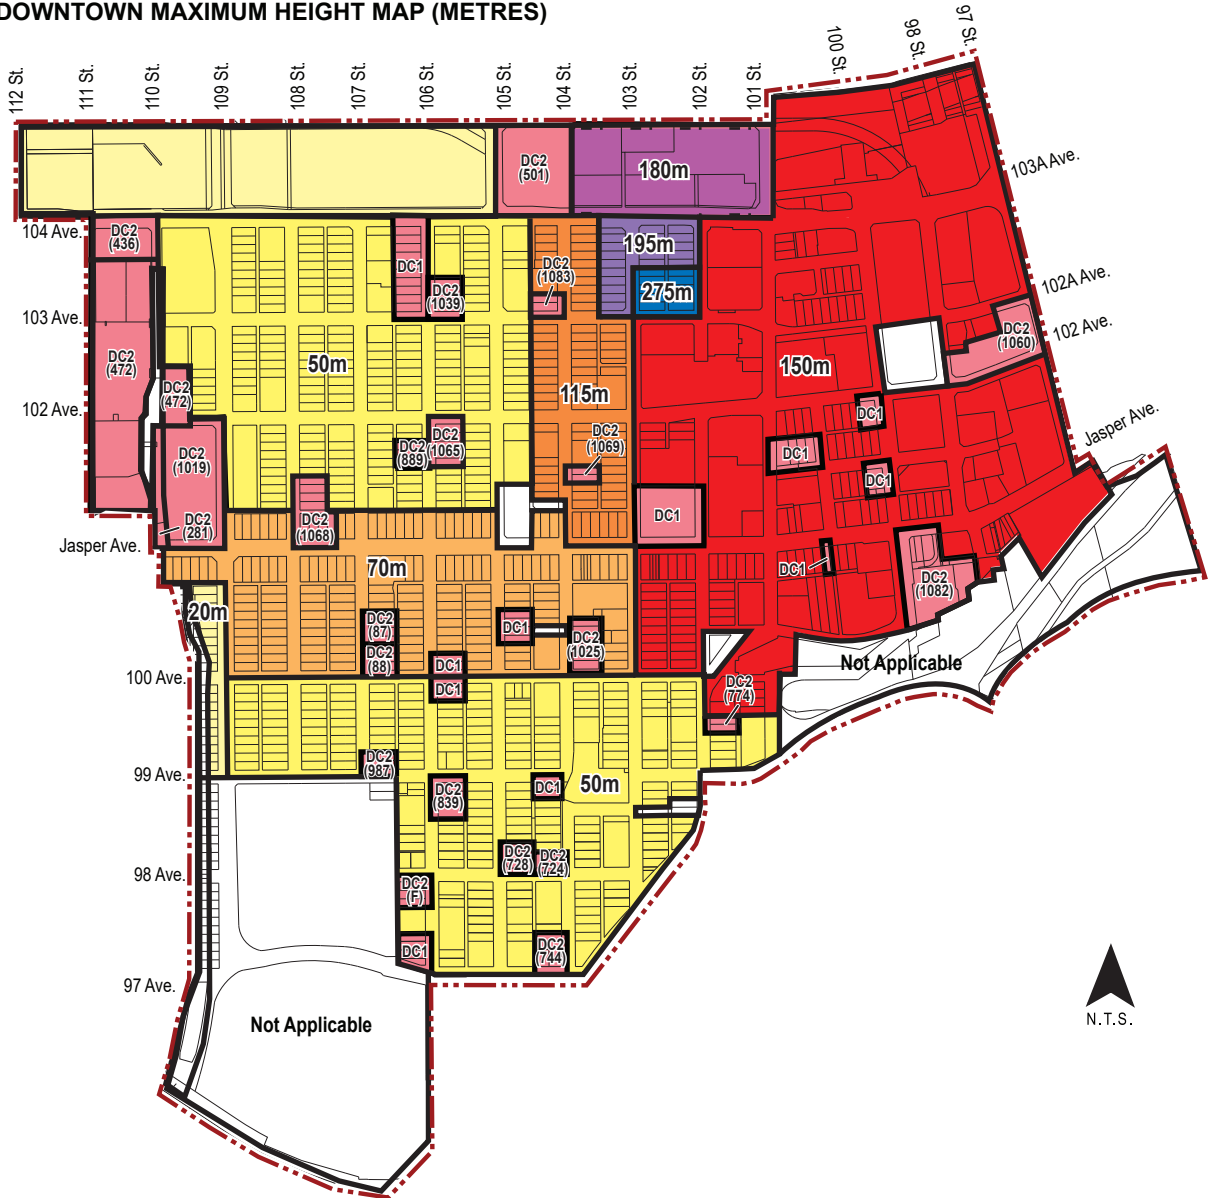 DOWNTOWN MAXIMUM HEIGHT MAP (METRES)
112 St.
111 St.
110 St.
109 St.
108 St.
107 St.
106 St.
105 St.
104 St.
103 St.
102 St.
101 St.
100 St.
98 St.
97 St.
103A Ave.
102A Ave.
102 Ave.
Jasper Ave.
104 Ave.
103 Ave.
102 Ave.
Jasper Ave.
100 Ave.
99 Ave.
98 Ave.
97 Ave.
DC2
(501)
180m
DC2
(436)
DC1
DC2
(1039)
DC2
(1083)
195m
275m
DC2
(472)
DC2
(472)
50m
115m
150m
DC2
(1060)
DC2
(1019)
DC2
(889)
DC2
(1065)
DC2
(1069)
DC1
DC1
DC1
DC2
(281)
DC2
(1068)
DC1
DC1
DC2
(1082)
70m
20m
DC2
(87)
DC2
(88)
DC1
DC1
DC1
DC2
(1025)
Not Applicable
DC2
(774)
DC2
(987)
DC2
(839)
DC1
50m
DC2
(728)
DC2
(724)
DC2
(F)
DC1
DC2
(744)
Not Applicable
N.T.S.